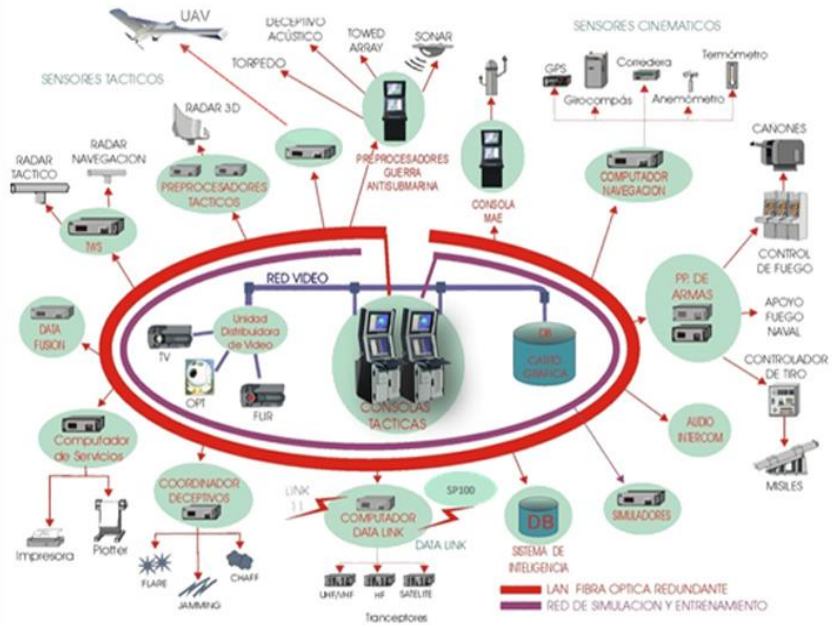 UAV
DECEPTIVO
ACÚSTICO
TOWED
ARRAY
SONAR
TORPEDO
SENSORES CINEMATICOS
GPS
Corredera
Termómetro
Girocompás
Anemómetro
SENSORES TACTICOS
RADAR 3D
RADAR
TACTICO
RADAR
NAVEGACION
PREPROCESADORES
TACTICOS
PREPROCESADORES
GUERRA
ANTISUBMARINA
CONSOLA
MAE
COMPUTADOR
NAVEGACION
CAÑONES
CONTROL
DE FUEGO
TWS
RED VIDEO
PP. DE
ARMAS
APOYO
FUEGO
NAVAL
DATA
FUSION
Unidad
Distribuidora
de Video
TV
OPT
FLIR
CONSOLAS
TACTICAS
DB
CARTO
GRAFICA
CONTROLADOR
DE TIRO
MISILES
AUDIO
INTERCOM
Computador
de Servicios
Impresora
Plotter
COORDINADOR
DECEPTIVOS
FLARE
JAMMING
CHAFF
LINK
11
COMPUTADOR
DATA LINK
SP100
DATA LINK
UHF/VHF
HF
SATELITE
Tranceptores
DB
SISTEMA DE
INTELIGENCIA
SIMULADORES
LAN FIBRA OPTICA REDUNDANTE
RED DE SIMULACION Y ENTRENAMIENTO